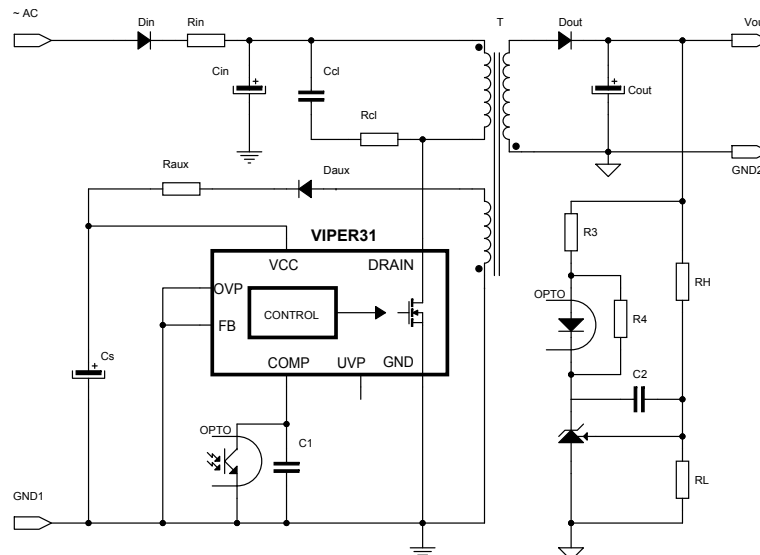 ~ AC
Din
Rin
T
Dout
Vou
Cin
+
Ccl
+
Cout
Rcl
GND2
Raux
Daux
VIPER31
R3
VCC
DRAIN
OVP
OPTO
RH
CONTROL
R4
FB
Cs
+
COMP
UVP
GND
C2
OPTO
C1
RL
GND1